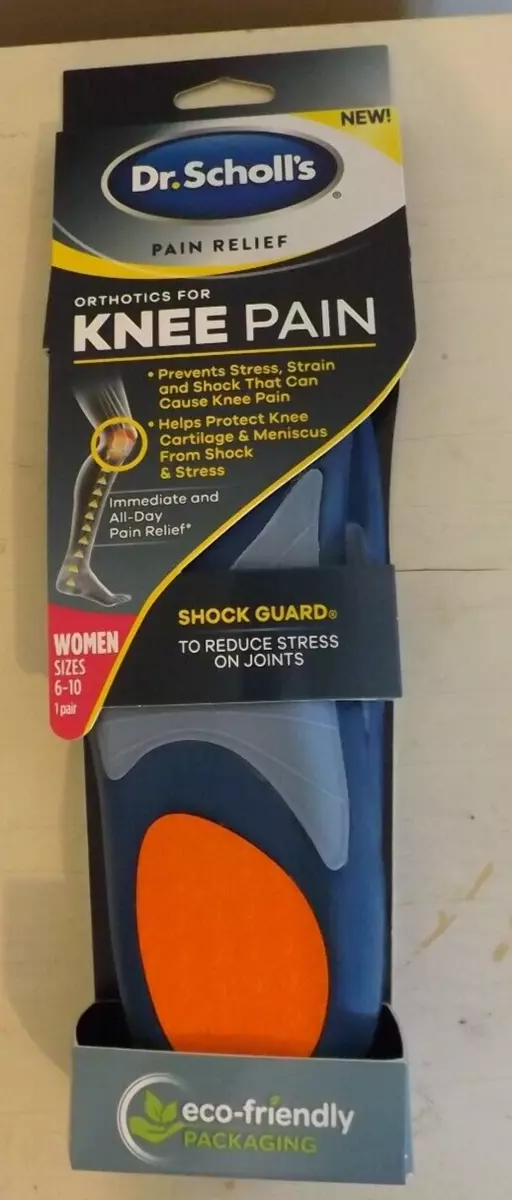 NEW!
Dr.Scholl's®
PAIN RELIEF
ORTHOTICS FOR
KNEE PAIN
• Prevents Stress, Strain
and Shock That Can
Cause Knee Pain
• Helps Protect Knee
Cartilage & Meniscus
From Shock
& Stress
Immediate and
All-Day
Pain Relief*
WOMEN
SIZES
6-10
1 pair
SHOCK GUARD®
TO REDUCE STRESS
ON JOINTS
eco-friendly
PACKAGING